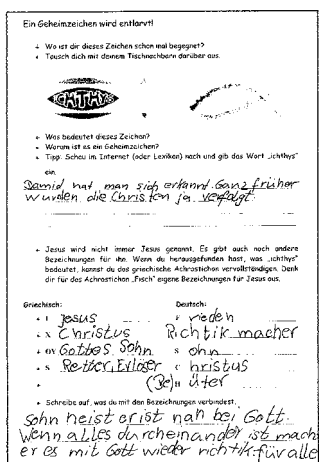 Ein Geheimzeichen wird entlarvt!
+ Wo ist dir dieses Zeichen schon mal begegnet?
+ Tausch dich mit deinem Tischnachbarn darüber aus.
ICHTHYS
+ Was bedeutet dieses Zeichen?
+ Warum ist es ein Geheimzeichen?
+ Tipp: Schau im Internet (oder Lexikon) nach und gib das Wort „ichthys"
ein.
Damid hat man sich erkannt. Ganz früher
wurden die Christen ja verfolgt.
+ Jesus wird nicht immer Jesus genannt. Es gibt auch noch andere
Bezeichnungen für ihn. Wenn du herausgefunden hast, was „ichthys"
bedeutet, kannst du das griechische Achrostichon vervollständigen. Denk
dir für das Achrostichon „Fisch" eigene Bezeichnungen für Jesus aus.
Griechisch: Deutsch:
+ I Jesus F rieden
+ X Christus Richtik macher
+ ΘY Gottes Sohn S ohn
+ S Retter, Erlöser C hristus
+ (Be)H üter
+ Schreibe auf, was du mit den Bezeichnungen verbindest.
Sohn heist er ist nah bei Gott.
Wenn alles durcheinander ist mach
er es mit Gott wieder richtik für alle